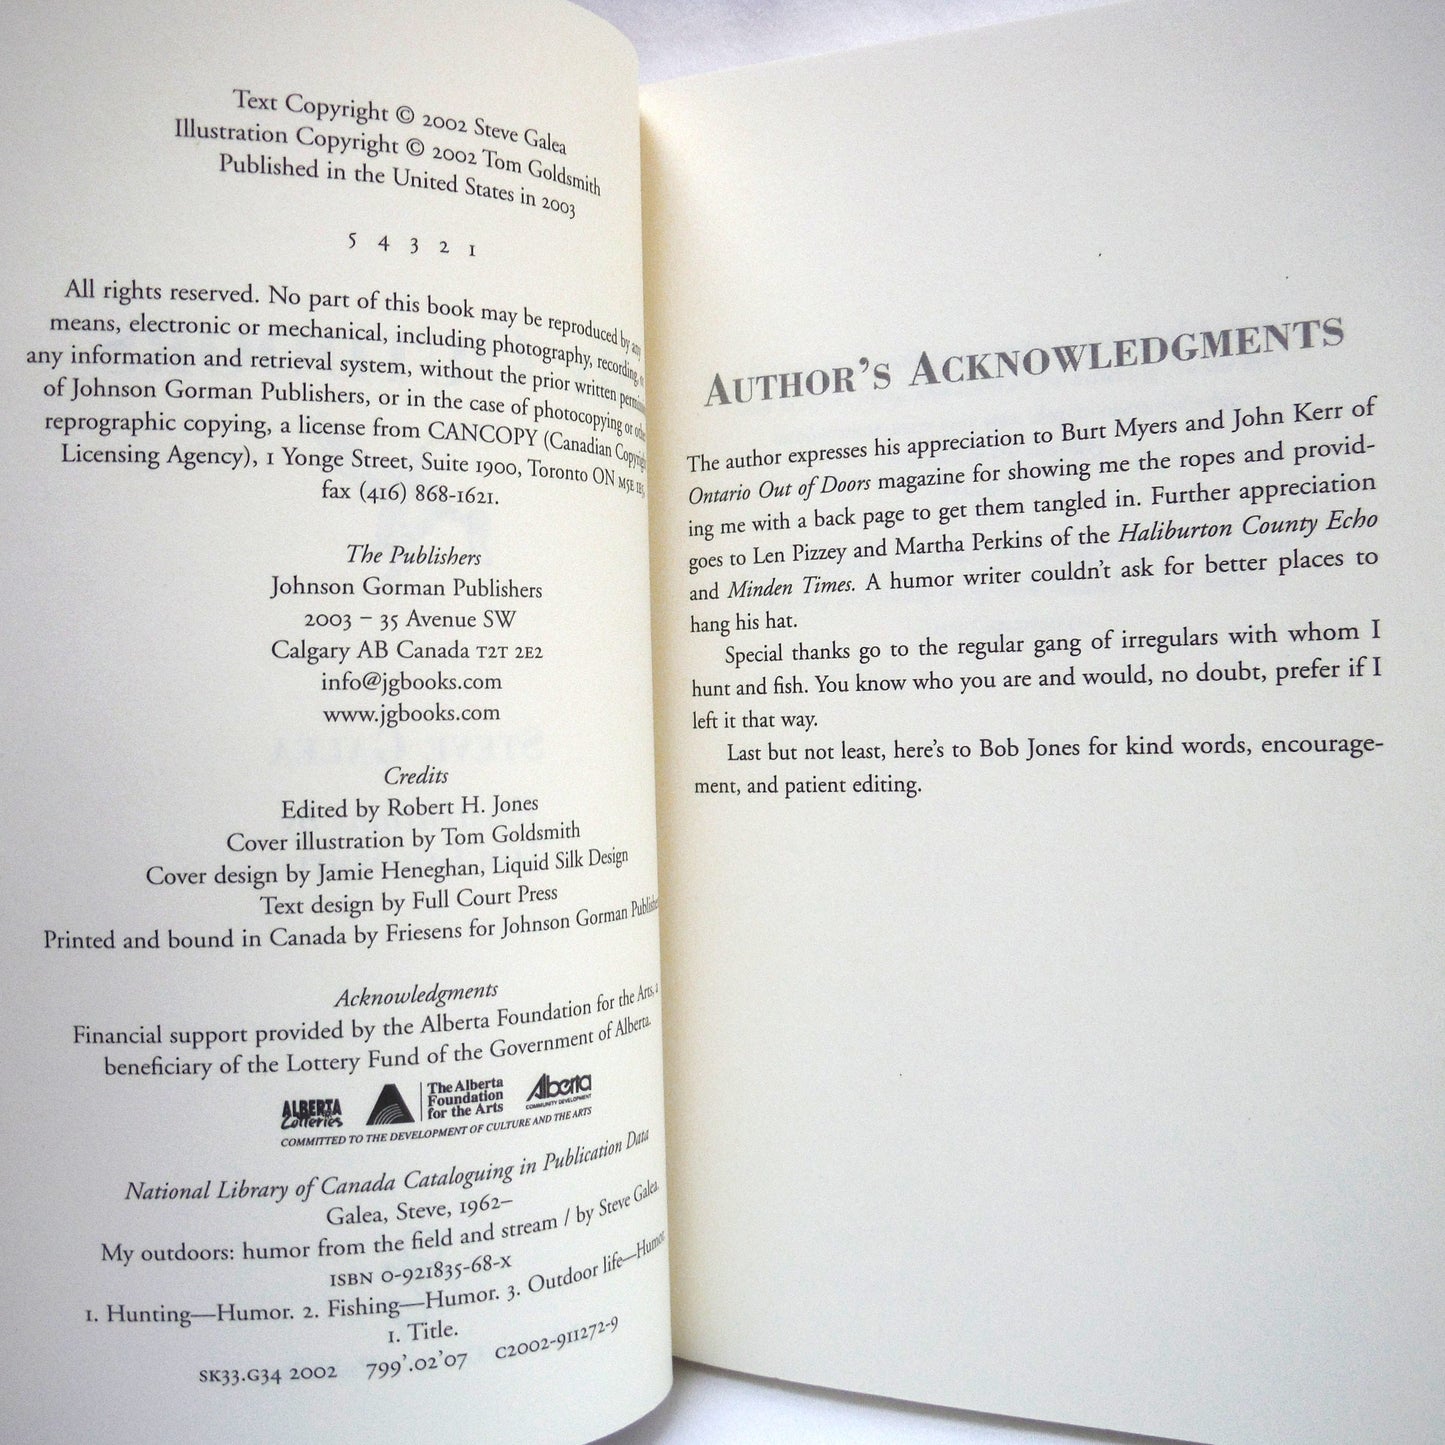 Text Copyright © 2002 Steve Galea
Illustration Copyright © 2002 Tom Goldsmith
Published in the United States in 2003
5 4 3 2 1
All rights reserved. No part of this book may be reproduced by any
means, electronic or mechanical, including photography, recording, or
any information and retrieval system, without the prior written
of Johnson Gorman Publishers, or in the case of photocopying or
reprographic copying, a license from CANCOPY (Canadian Copyright
Licensing Agency), 1 Yonge Street, Suite 1900, Toronto ON M5E 1E5
fax (416) 868-1621.
The Publishers
Johnson Gorman Publishers
2003 – 35 Avenue SW
Calgary AB Canada T2T 2E2
info@jgbooks.com
www.jgbooks.com
Credits
Edited by Robert H. Jones
Cover illustration by Tom Goldsmith
Cover design by Jamie Heneghan, Liquid Silk Design
Text design by Full Court Press
Printed and bound in Canada by Friesens for Johnson Gorman
Acknowledgments
Financial support provided by the Alberta Foundation for the Arts, a
beneficiary of the Lottery Fund of the Government of Alberta.
ALBERTA Lotteries
The Alberta
Foundation
for the Arts
Alberta
COMMUNITY DEVELOPMENT
COMMITTED TO THE DEVELOPMENT OF CULTURE AND THE ARTS
National Library of Canada Cataloguing in Publication Data
Galea, Steve, 1962–
My outdoors: humor from the field and stream / by Steve Galea.
ISBN 0-921835-68-X
1. Hunting—Humor. 2. Fishing—Humor. 3. Outdoor life—Humor.
1. Title.
SK33.G34 2002 799'.02'07 C2002-911272-9
AUTHOR'S ACKNOWLEDGMENTS
The author expresses his appreciation to Burt Myers and John Kerr of
Ontario Out of Doors magazine for showing me the ropes and provid-
ing me with a back page to get them tangled in. Further appreciation
goes to Len Pizzey and Martha Perkins of the Haliburton County Echo
and Minden Times. A humor writer couldn't ask for better places to
hang his hat.
Special thanks go to the regular gang of irregulars with whom I
hunt and fish. You know who you are and would, no doubt, prefer if I
left it that way.
Last but not least, here's to Bob Jones for kind words, encourage-
ment, and patient editing.